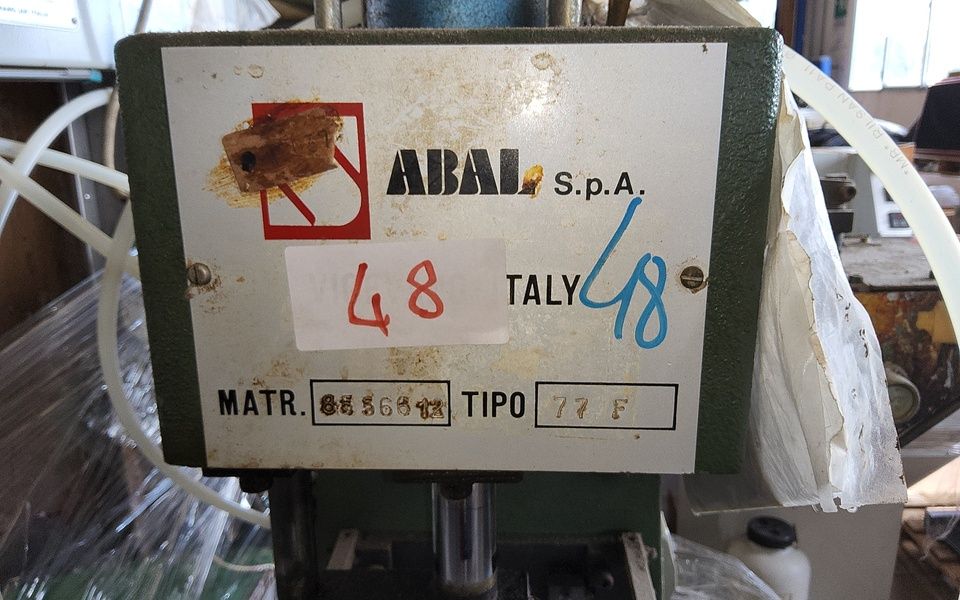 ABAL S.p.A.
48
TALY
48
MATR.
TIPO 77 F